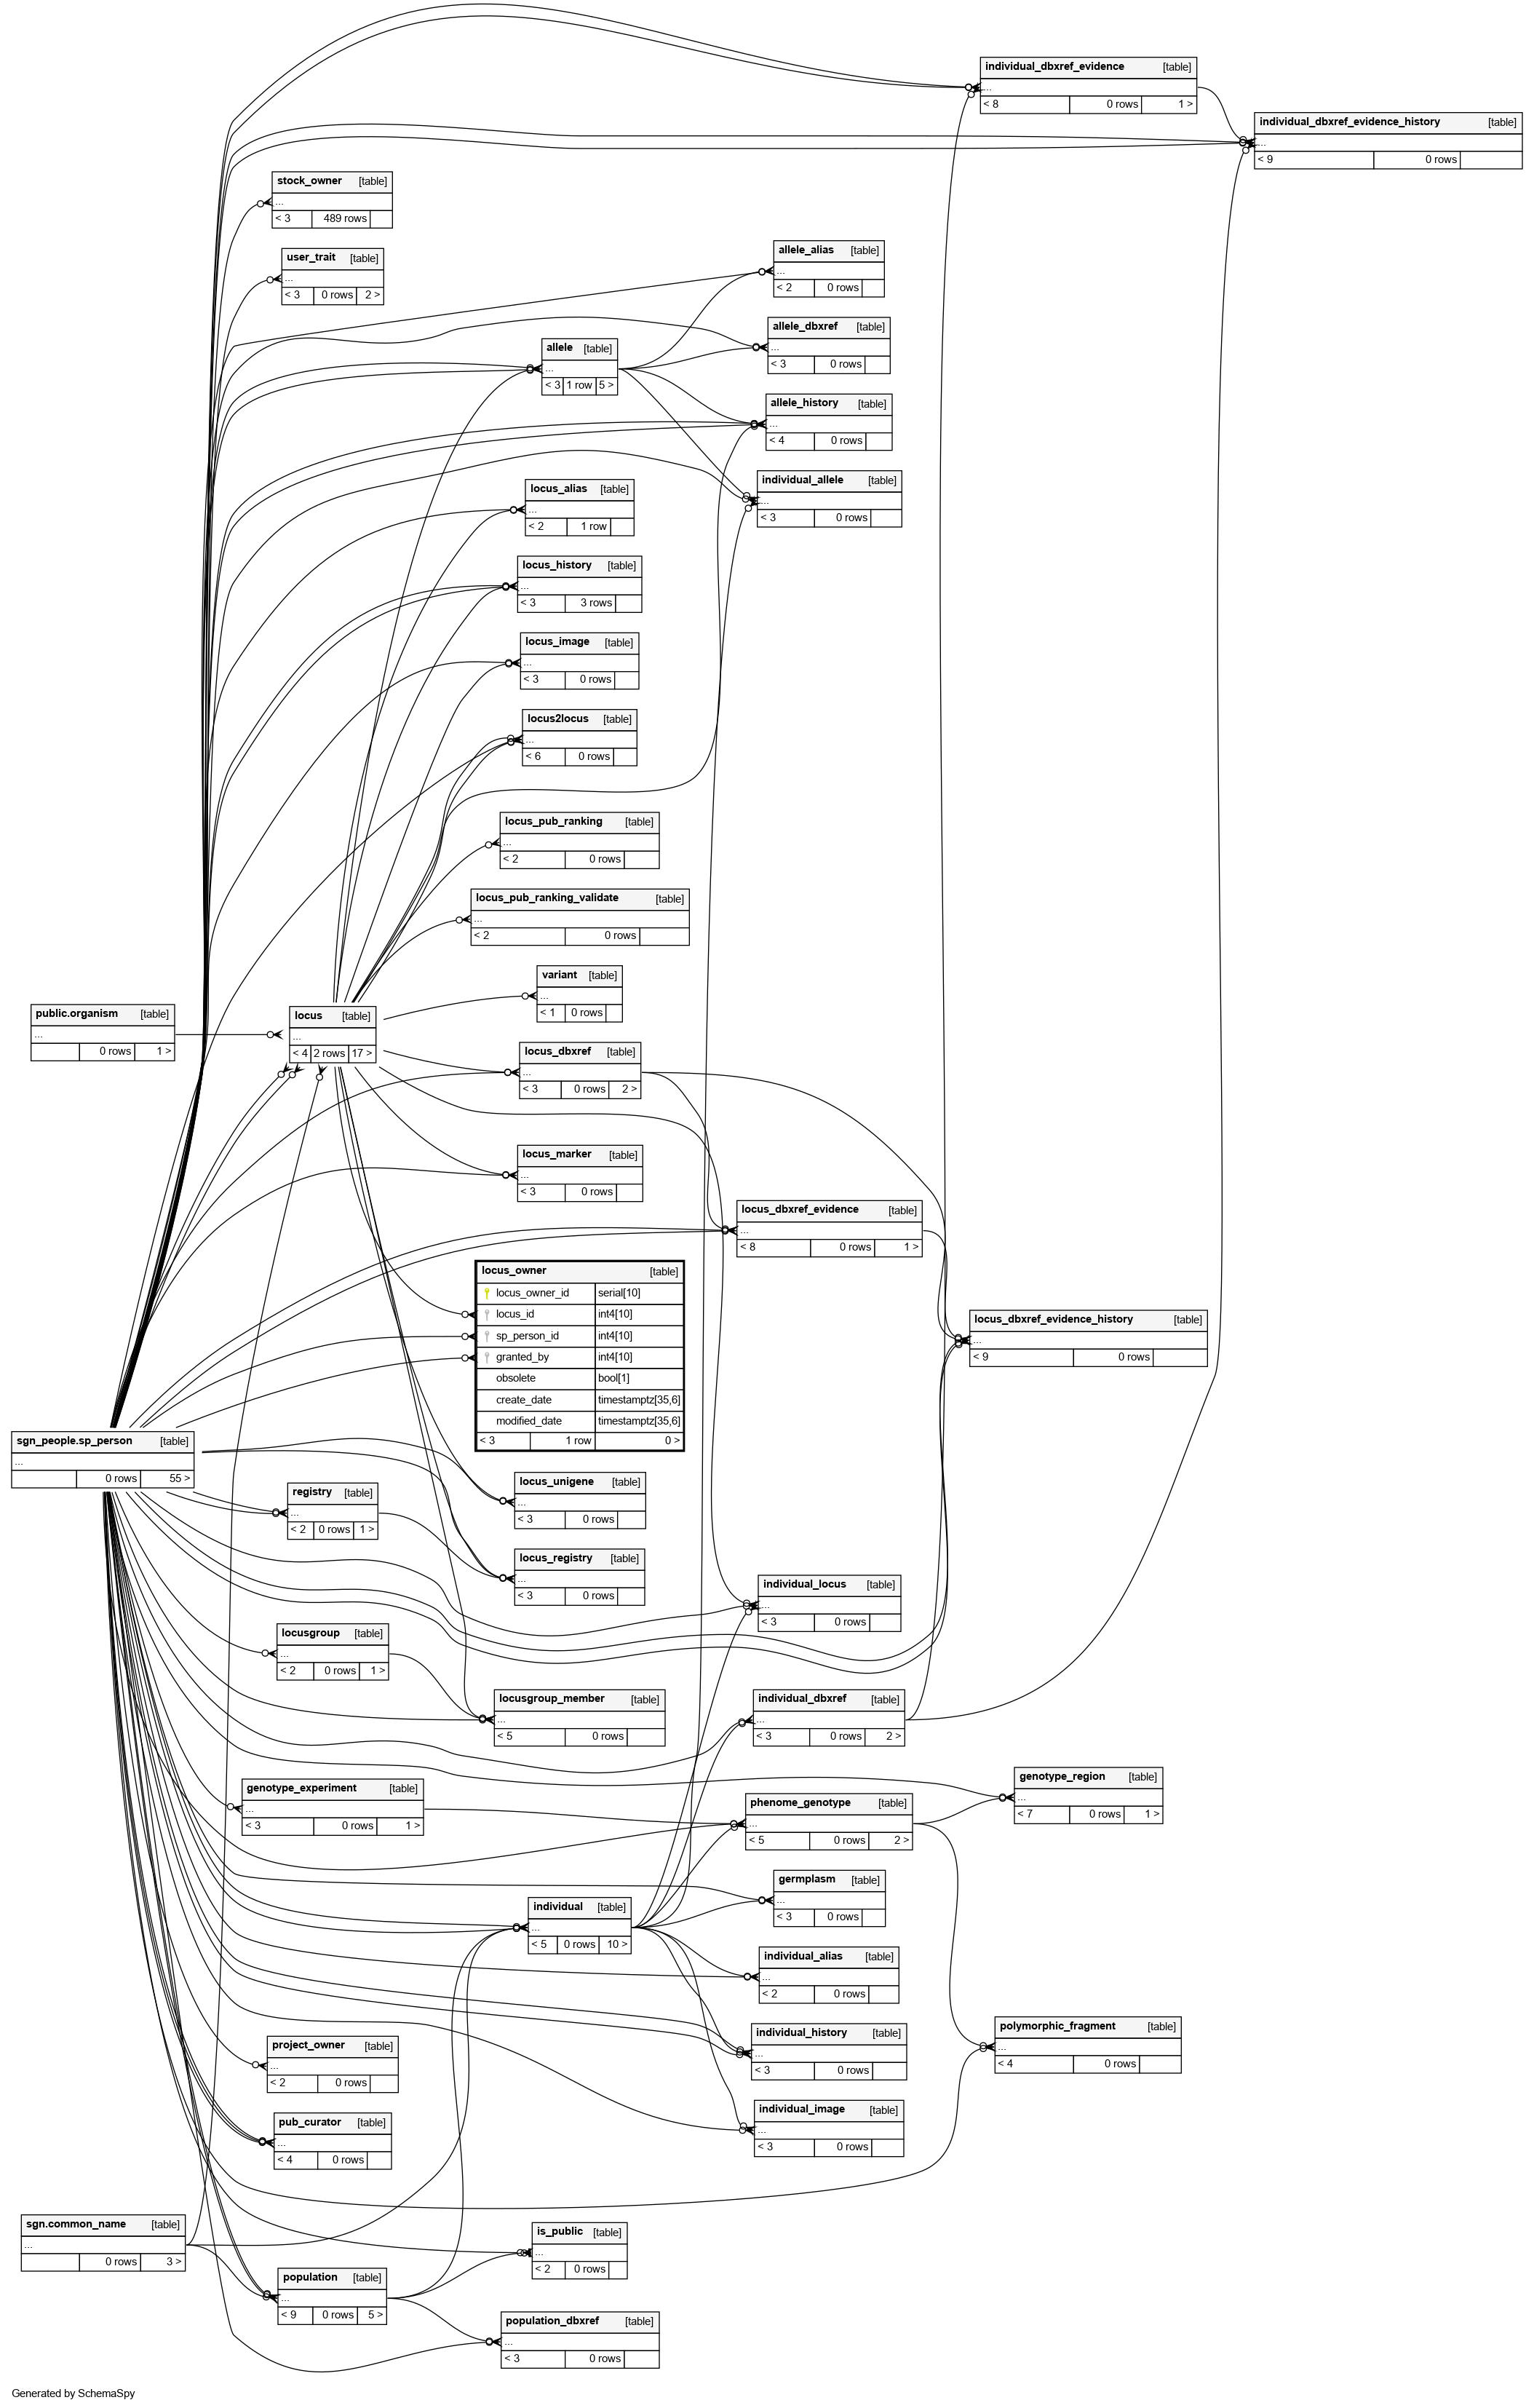 individual_dbxref_evidence [table]
...
< 8 0 rows 1 >
individual_dbxref_evidence_history [table]
...
< 9 0 rows
stock_owner [table]
...
< 3 489 rows
user_trait [table]
...
< 3 0 rows 2 >
allele_alias [table]
...
< 2 0 rows
allele_dbxref [table]
...
< 3 0 rows
allele [table]
...
< 3 1 row 5 >
allele_history [table]
...
< 4 0 rows
individual_allele [table]
...
< 3 0 rows
locus_alias [table]
...
< 2 1 row
locus_history [table]
...
< 3 3 rows
locus_image [table]
...
< 3 0 rows
locus2locus [table]
...
< 6 0 rows
locus_pub_ranking [table]
...
< 2 0 rows
locus_pub_ranking_validate [table]
...
< 2 0 rows
variant [table]
...
< 1 0 rows
public.organism [table]
...
0 rows 1 >
locus [table]
...
< 4 2 rows 17 >
locus_dbxref [table]
...
< 3 0 rows 2 >
locus_marker [table]
...
< 3 0 rows
locus_dbxref_evidence [table]
...
< 8 0 rows 1 >
locus_owner [table]
locus_owner_id serial[10]
locus_id int4[10]
sp_person_id int4[10]
granted_by int4[10]
obsolete bool[1]
create_date timestamptz[35,6]
modified_date timestamptz[35,6]
< 3 1 row 0 >
locus_dbxref_evidence_history [table]
...
< 9 0 rows
sgn_people.sp_person [table]
...
0 rows 55 >
locus_unigene [table]
...
< 3 0 rows
registry [table]
...
< 2 0 rows 1 >
locus_registry [table]
...
< 3 0 rows
individual_locus [table]
...
< 3 0 rows
locusgroup [table]
...
< 2 0 rows 1 >
locusgroup_member [table]
...
< 5 0 rows
individual_dbxref [table]
...
< 3 0 rows 2 >
genotype_region [table]
...
< 7 0 rows 1 >
genotype_experiment [table]
...
< 3 0 rows 1 >
phenome_genotype [table]
...
< 5 0 rows 2 >
germplasm [table]
...
< 3 0 rows
individual [table]
...
< 5 0 rows 10 >
individual_alias [table]
...
< 2 0 rows
individual_history [table]
...
< 3 0 rows
polymorphic_fragment [table]
...
< 4 0 rows
project_owner [table]
...
< 2 0 rows
individual_image [table]
...
< 3 0 rows
pub_curator [table]
...
< 4 0 rows
sgn.common_name [table]
...
0 rows 3 >
is_public [table]
...
< 2 0 rows
population [table]
...
< 9 0 rows 5 >
population_dbxref [table]
...
< 3 0 rows
Generated by SchemaSpy